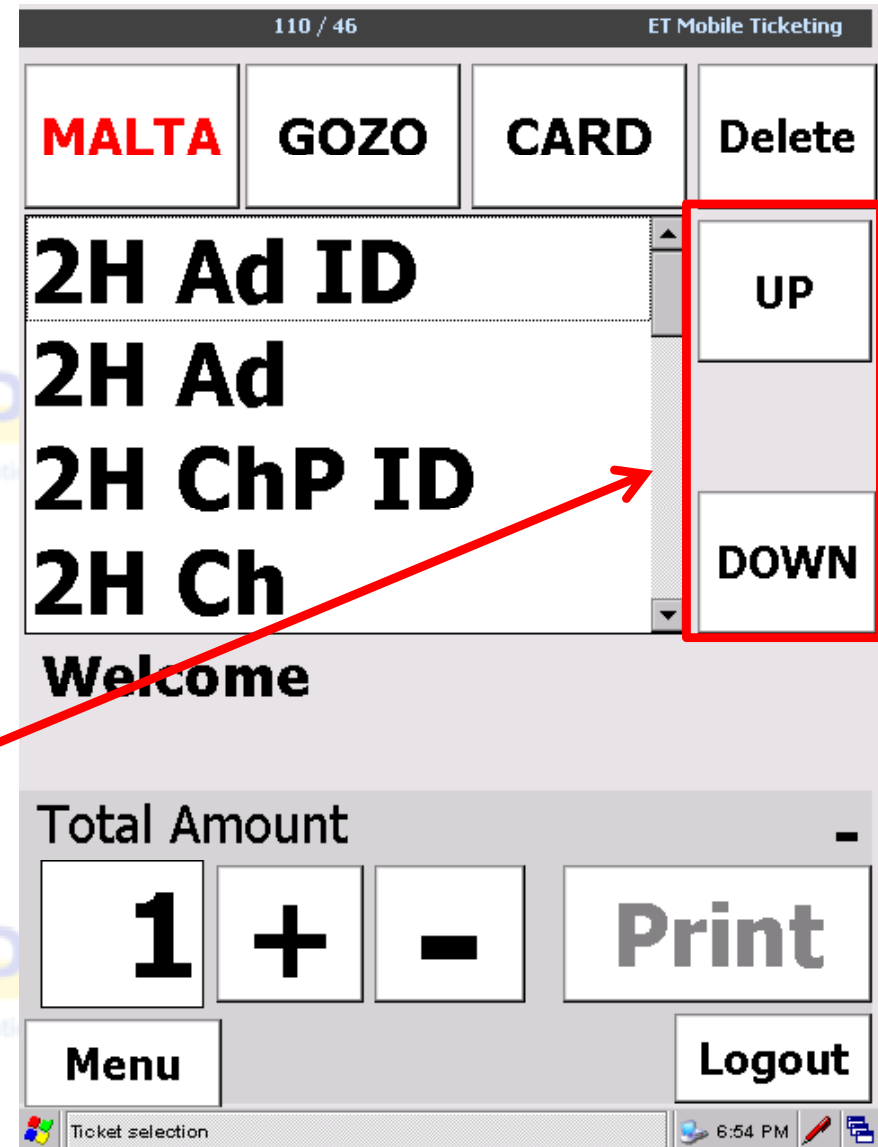 110 / 46 ET Mobile Ticketing
MALTA GOZO CARD Delete
2H Ad ID
UP
2H Ad
2H ChP ID
2H Ch
DOWN
Welcome
Total Amount -
1 + - Print
Menu Logout
Ticket selection 6:54 PM